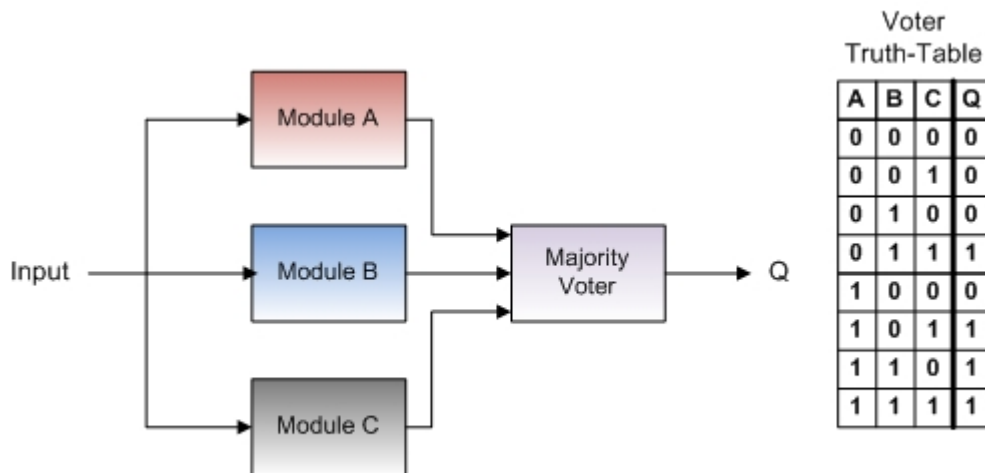 Voter
Truth-Table
Module A
Input
Module B
Majority
Voter
Q
Module C
A B C Q
0 0 0 0
0 0 1 0
0 1 0 0
0 1 1 1
1 0 0 0
1 0 1 1
1 1 0 1
1 1 1 1